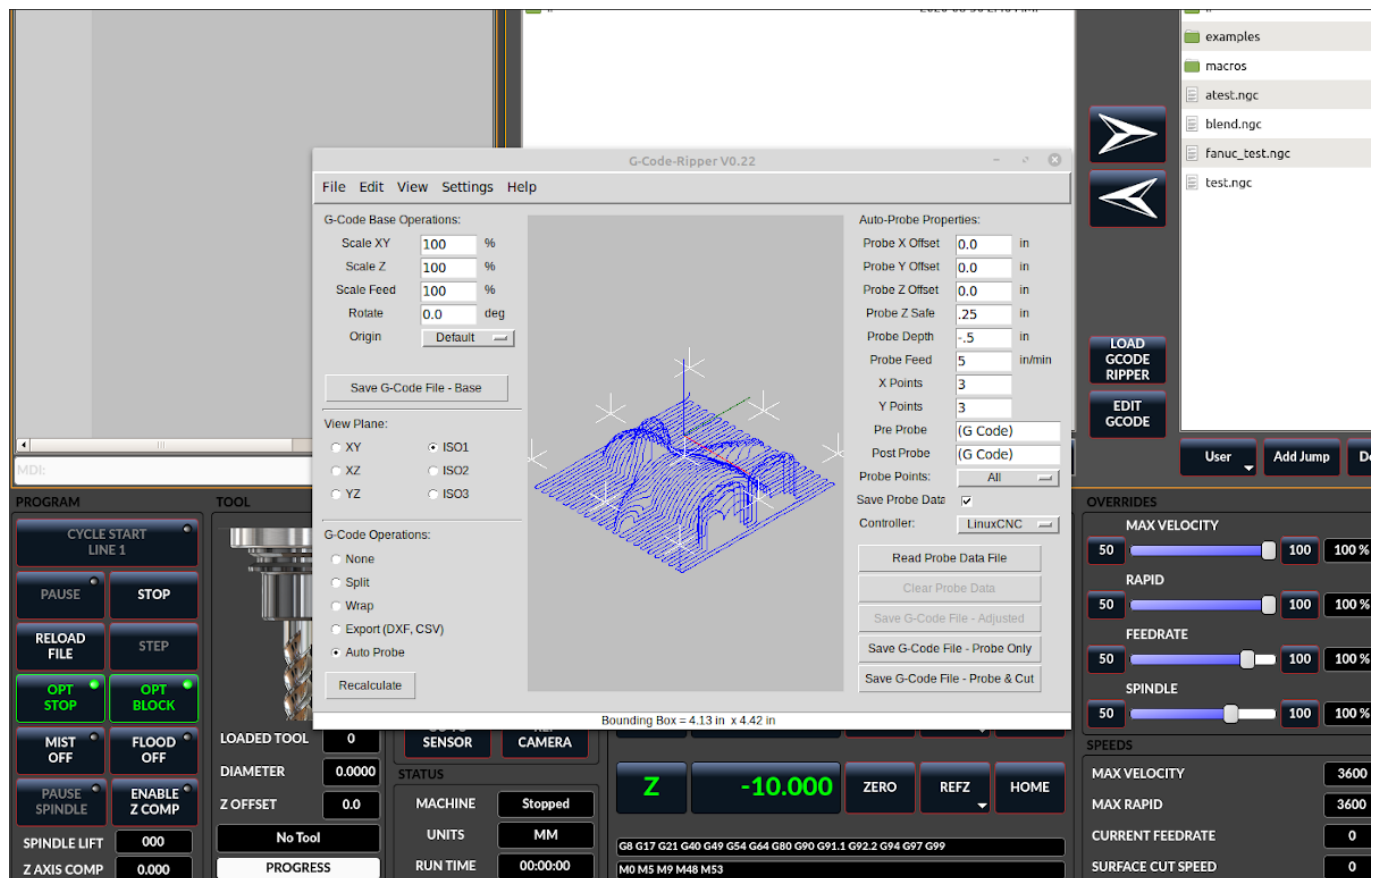 examples
macros
atest.ngc
blend.ngc
fanuc_test.ngc
test.ngc
G-Code-Ripper V0.22
File Edit View Settings Help
G-Code Base Operations:
Scale XY 100 %
Scale Z 100 %
Scale Feed 100 %
Rotate 0.0 deg
Origin Default
Save G-Code File - Base
View Plane:
XY ISO1
XZ ISO2
YZ ISO3
G-Code Operations:
None
Split
Wrap
Export (DXF, CSV)
Auto Probe
Recalculate
Auto-Probe Properties:
Probe X Offset 0.0 in
Probe Y Offset 0.0 in
Probe Z Offset 0.0 in
Probe Z Safe .25 in
Probe Depth -.5 in
Probe Feed 5 in/min
X Points 3
Y Points 3
Pre Probe (G Code)
Post Probe (G Code)
Probe Points: All
Save Probe Data
Controller: LinuxCNC
Read Probe Data File
Clear Probe Data
Save G-Code File - Adjusted
Save G-Code File - Probe Only
Save G-Code File - Probe & Cut
Bounding Box = 4.13 in x 4.42 in
LOAD
GCODE
RIPPER
EDIT
GCODE
User
Add Jump
MDI:
PROGRAM
CYCLE START
LINE 1
PAUSE
STOP
RELOAD
FILE
STEP
OPT
STOP
OPT
BLOCK
MIST
OFF
FLOOD
OFF
PAUSE
SPINDLE
ENABLE
Z COMP
SPINDLE LIFT 000
Z AXIS COMP 0.000
TOOL
LOADED TOOL 0
DIAMETER 0.0000
Z OFFSET 0.0
No Tool
PROGRESS
SENSOR
CAMERA
STATUS
MACHINE Stopped
UNITS MM
RUN TIME 00:00:00
Z -10.000 ZERO REFZ HOME
G8 G17 G21 G40 G49 G54 G64 G80 G90 G91.1 G92.2 G94 G97 G99
M0 M5 M9 M48 M53
OVERRIDES
MAX VELOCITY
50 100 100 %
RAPID
50 100 100 %
FEEDRATE
50 100 100 %
SPINDLE
50 100 100 %
SPEEDS
MAX VELOCITY 3600
MAX RAPID 3600
CURRENT FEEDRATE 0
SURFACE CUT SPEED 0